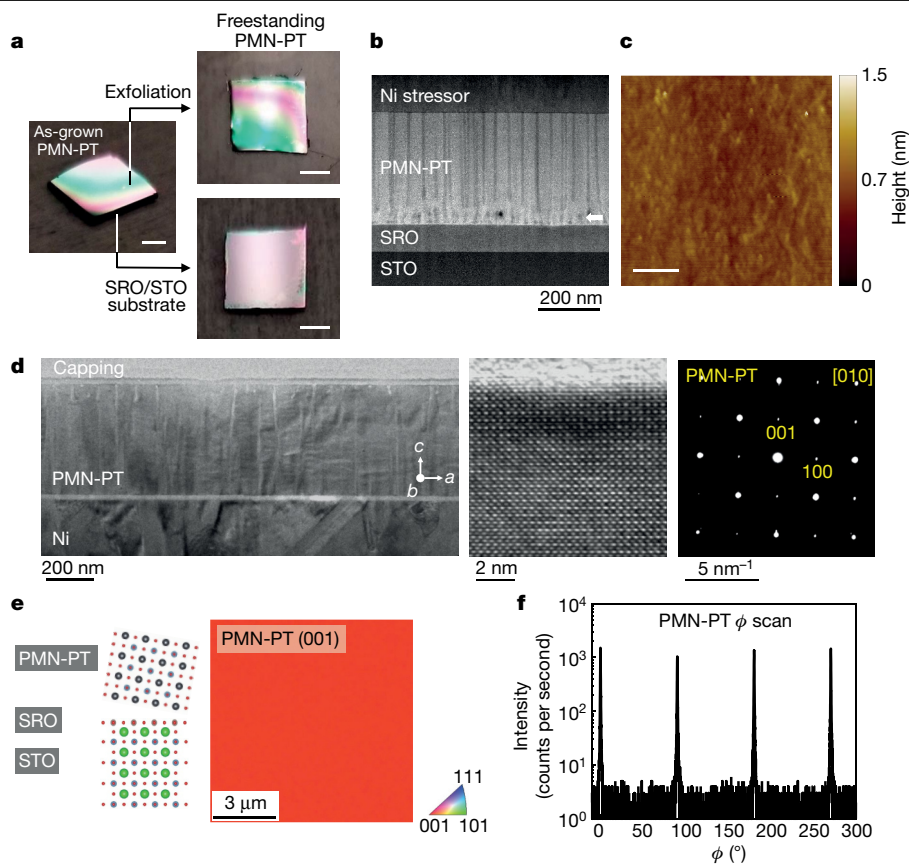 a
Freestanding
PMN-PT
Exfoliation
As-grown
PMN-PT
SRO/STO
substrate
b
Ni stressor
PMN-PT
SRO
STO
200 nm
c
1.5
0.7
0
Height (nm)
d
Capping
PMN-PT
c
a
b
Ni
200 nm
2 nm
PMN-PT
[010]
001
100
5 nm⁻¹
e
PMN-PT
SRO
STO
PMN-PT (001)
3 μm
111
001 101
f
PMN-PT ϕ scan
10⁴
10³
10²
10¹
10⁰
Intensity
(counts per second)
0 50 100 150 200 250 300
ϕ (°)